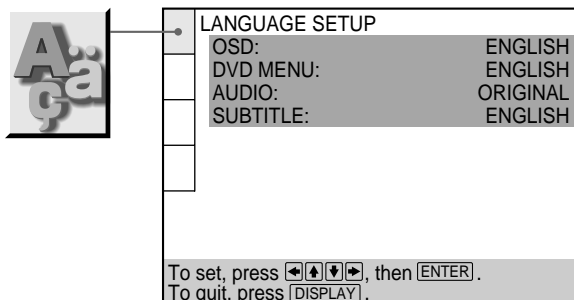 Aäç
LANGUAGE SETUP
OSD: ENGLISH
DVD MENU: ENGLISH
AUDIO: ORIGINAL
SUBTITLE: ENGLISH
To set, press ←↑↓→, then ENTER.
To quit, press DISPLAY.